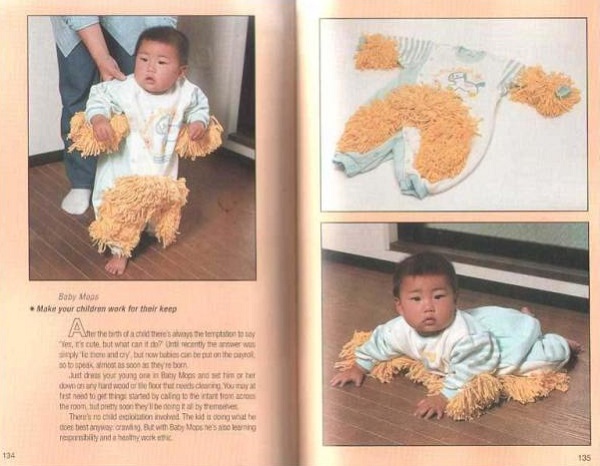 Baby Mops
* Make your children work for their keep
After the birth of a child there's always the temptation to say
"Yes, it's cute, but what can it do?" Until recently the answer was
simply 'lie there and cry', but now babies can be put on the payroll,
so to speak, almost as soon as they're born.
Just dress your young one in Baby Mops and set him or her
down on any hard wood or tile floor that needs cleaning. You may at
first need to get things started by calling to the infant from across
the room, but pretty soon they'll be doing it all by themselves.
There's no child exploitation involved. The kid is doing what he
does best anyway: crawling. But with Baby Mops he's also learning
responsibility and a healthy work ethic.
134
135